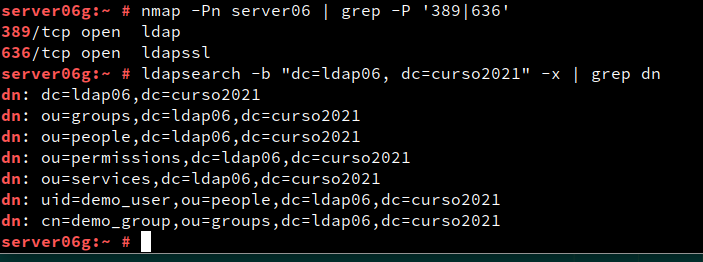 server06g:~ # nmap -Pn server06 | grep -P '389|636'
389/tcp open  ldap
636/tcp open  ldapssl
server06g:~ # ldapsearch -b "dc=ldap06, dc=curso2021" -x | grep dn
dn: dc=ldap06,dc=curso2021
dn: ou=groups,dc=ldap06,dc=curso2021
dn: ou=people,dc=ldap06,dc=curso2021
dn: ou=permissions,dc=ldap06,dc=curso2021
dn: ou=services,dc=ldap06,dc=curso2021
dn: uid=demo_user,ou=people,dc=ldap06,dc=curso2021
dn: cn=demo_group,ou=groups,dc=ldap06,dc=curso2021
server06g:~ #